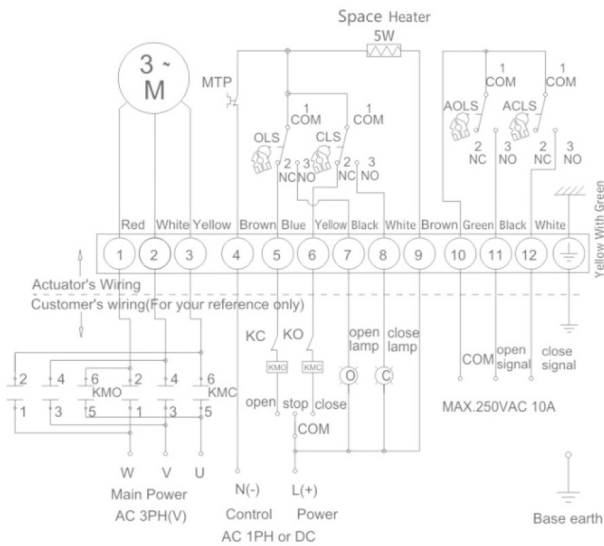 Space Heater
5W
3 ~
M
MTP
1
COM
1
COM
OLS
CLS
2
NC
3
NO
2
NC
3
NO
1
COM
1
COM
AOLS
ACLS
2
NC
3
NO
2
NC
3
NO
Red White Yellow Brown Blue Yellow Black White Brown Green Black White
Yellow With Green
1 2 3 4 5 6 7 8 9 10 11 12
Actuator's Wiring
Customer's wiring(For your reference only)
KC KO
open lamp
close lamp
KMO KMC
O C
open stop close
COM
COM
open signal
close signal
MAX.250VAC 10A
2 4 6 KMO 2 4 6 KMC
1 3 5 1 3 5
W V U
Main Power
AC 3PH(V)
N(-) L(+)
Control Power
AC 1PH or DC
Base earth